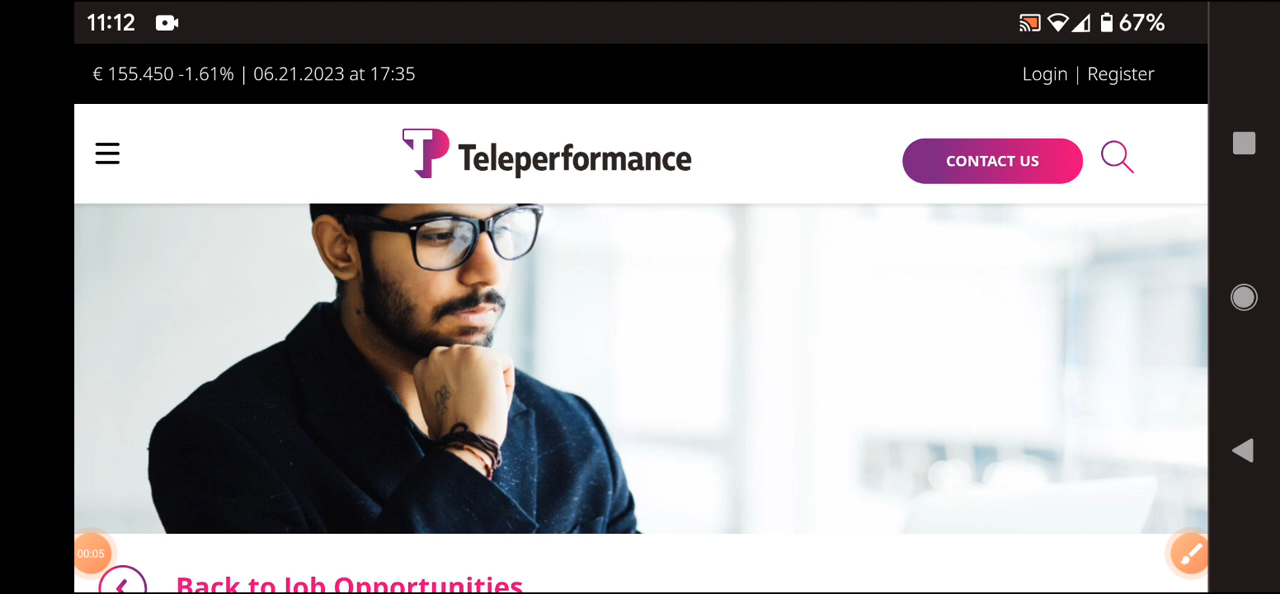 11:12 67%
€ 155.450 -1.61% | 06.21.2023 at 17:35 Login | Register
Teleperformance CONTACT US
00:05
Back to Job Opportunities